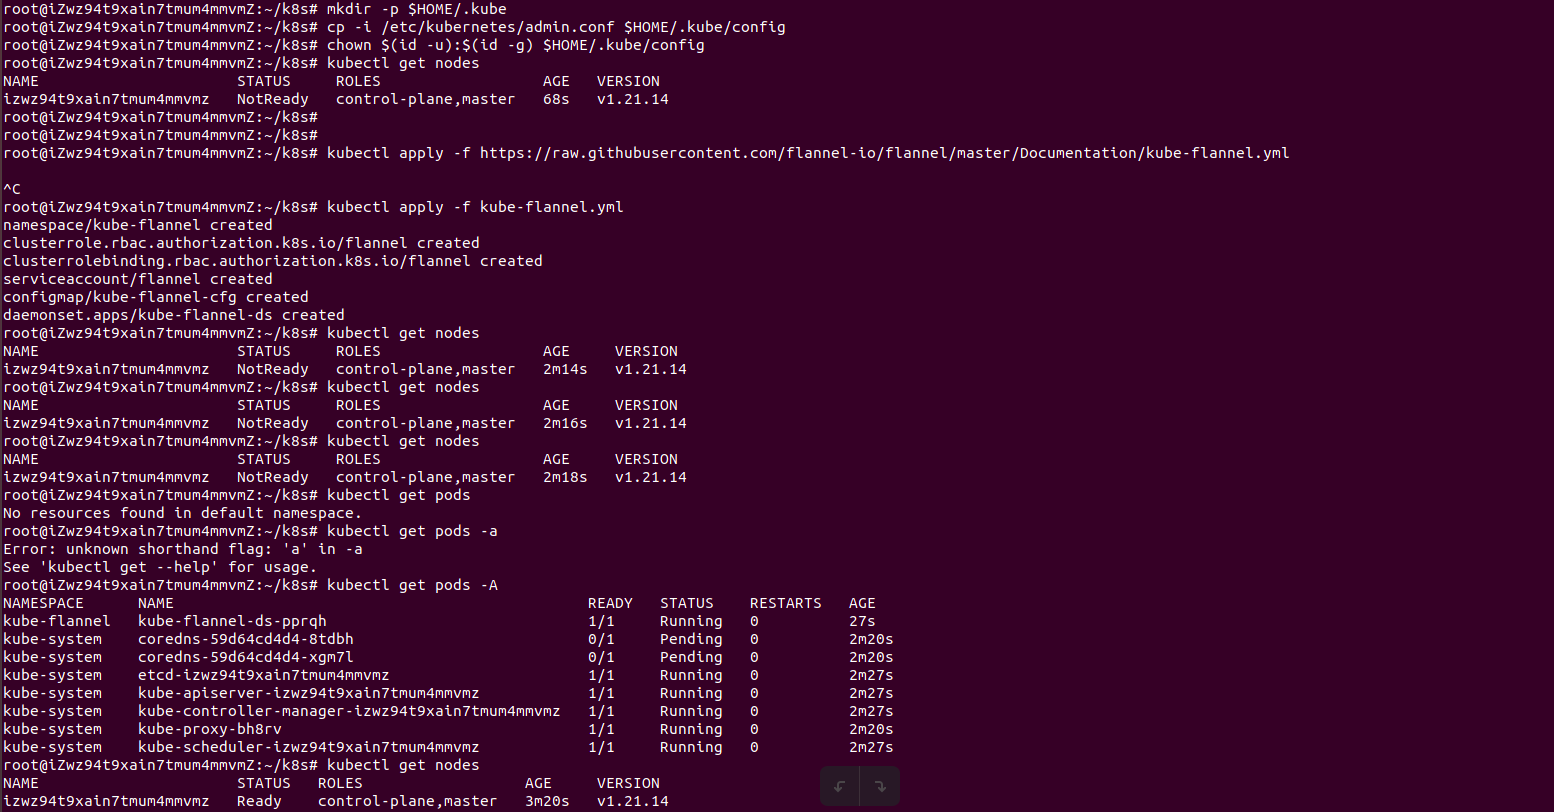 root@iZwz94t9xain7tmum4mmvmZ:~/k8s# mkdir -p $HOME/.kube
root@iZwz94t9xain7tmum4mmvmZ:~/k8s# cp -i /etc/kubernetes/admin.conf $HOME/.kube/config
root@iZwz94t9xain7tmum4mmvmZ:~/k8s# chown $(id -u):$(id -g) $HOME/.kube/config
root@iZwz94t9xain7tmum4mmvmZ:~/k8s# kubectl get nodes
NAME                      STATUS     ROLES                  AGE   VERSION
izwz94t9xain7tmum4mmvmz   NotReady   control-plane,master   68s   v1.21.14
root@iZwz94t9xain7tmum4mmvmZ:~/k8s#
root@iZwz94t9xain7tmum4mmvmZ:~/k8s#
root@iZwz94t9xain7tmum4mmvmZ:~/k8s# kubectl apply -f https://raw.githubusercontent.com/flannel-io/flannel/master/Documentation/kube-flannel.yml
^C
root@iZwz94t9xain7tmum4mmvmZ:~/k8s# kubectl apply -f kube-flannel.yml
namespace/kube-flannel created
clusterrole.rbac.authorization.k8s.io/flannel created
clusterrolebinding.rbac.authorization.k8s.io/flannel created
serviceaccount/flannel created
configmap/kube-flannel-cfg created
daemonset.apps/kube-flannel-ds created
root@iZwz94t9xain7tmum4mmvmZ:~/k8s# kubectl get nodes
NAME                      STATUS     ROLES                  AGE     VERSION
izwz94t9xain7tmum4mmvmz   NotReady   control-plane,master   2m14s   v1.21.14
root@iZwz94t9xain7tmum4mmvmZ:~/k8s# kubectl get nodes
NAME                      STATUS     ROLES                  AGE     VERSION
izwz94t9xain7tmum4mmvmz   NotReady   control-plane,master   2m16s   v1.21.14
root@iZwz94t9xain7tmum4mmvmZ:~/k8s# kubectl get nodes
NAME                      STATUS     ROLES                  AGE     VERSION
izwz94t9xain7tmum4mmvmz   NotReady   control-plane,master   2m18s   v1.21.14
root@iZwz94t9xain7tmum4mmvmZ:~/k8s# kubectl get pods
No resources found in default namespace.
root@iZwz94t9xain7tmum4mmvmZ:~/k8s# kubectl get pods -a
Error: unknown shorthand flag: 'a' in -a
See 'kubectl get --help' for usage.
root@iZwz94t9xain7tmum4mmvmZ:~/k8s# kubectl get pods -A
NAMESPACE      NAME                                              READY   STATUS    RESTARTS   AGE
kube-flannel   kube-flannel-ds-pprqh                             1/1     Running   0          27s
kube-system    coredns-59d64cd4d4-8tdbh                          0/1     Pending   0          2m20s
kube-system    coredns-59d64cd4d4-xgm7l                          0/1     Pending   0          2m20s
kube-system    etcd-izwz94t9xain7tmum4mmvmz                      1/1     Running   0          2m27s
kube-system    kube-apiserver-izwz94t9xain7tmum4mmvmz            1/1     Running   0          2m27s
kube-system    kube-controller-manager-izwz94t9xain7tmum4mmvmz   1/1     Running   0          2m27s
kube-system    kube-proxy-bh8rv                                  1/1     Running   0          2m20s
kube-system    kube-scheduler-izwz94t9xain7tmum4mmvmz            1/1     Running   0          2m27s
root@iZwz94t9xain7tmum4mmvmZ:~/k8s# kubectl get nodes
NAME                      STATUS   ROLES                  AGE     VERSION
izwz94t9xain7tmum4mmvmz   Ready    control-plane,master   3m20s   v1.21.14